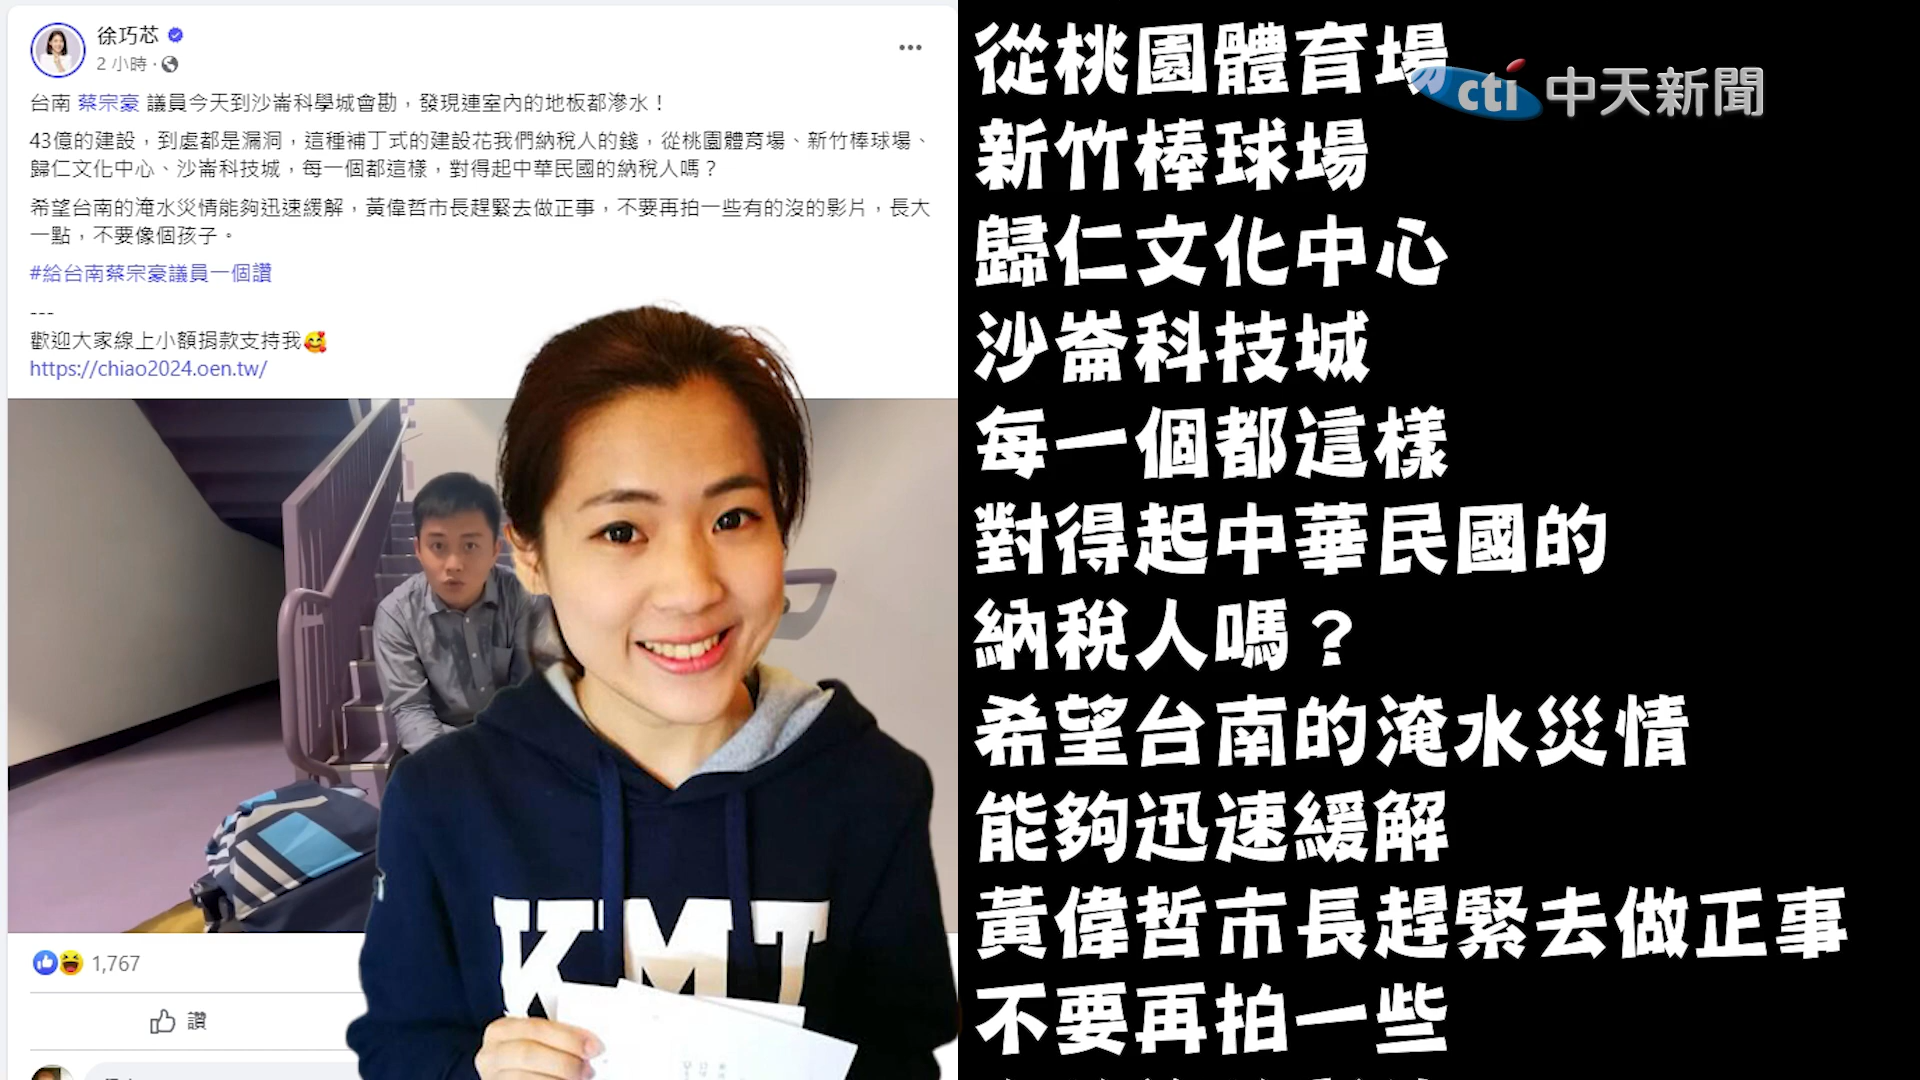 徐巧芯
2 小時
台南 蔡宗豪 議員今天到沙崙科學城會勘，發現連室內的地板都滲水！
43億的建設，到處都是漏洞，這種補丁式的建設花我們納稅人的錢，從桃園體育場、新竹棒球場、
歸仁文化中心、沙崙科技城，每一個都這樣，對得起中華民國的納稅人嗎？
希望台南的淹水災情能夠迅速緩解，黃偉哲市長趕緊去做正事，不要再拍一些有的沒的影片，長大
一點，不要像個孩子。
#給台南蔡宗豪議員一個讚
---
歡迎大家線上小額捐款支持我
https://chiao2024.oen.tw/
KMT
1,767
讚
從桃園體育場
新竹棒球場
歸仁文化中心
沙崙科技城
每一個都這樣
對得起中華民國的
納稅人嗎？
希望台南的淹水災情
能夠迅速緩解
黃偉哲市長趕緊去做正事
不要再拍一些
cti 中天新聞